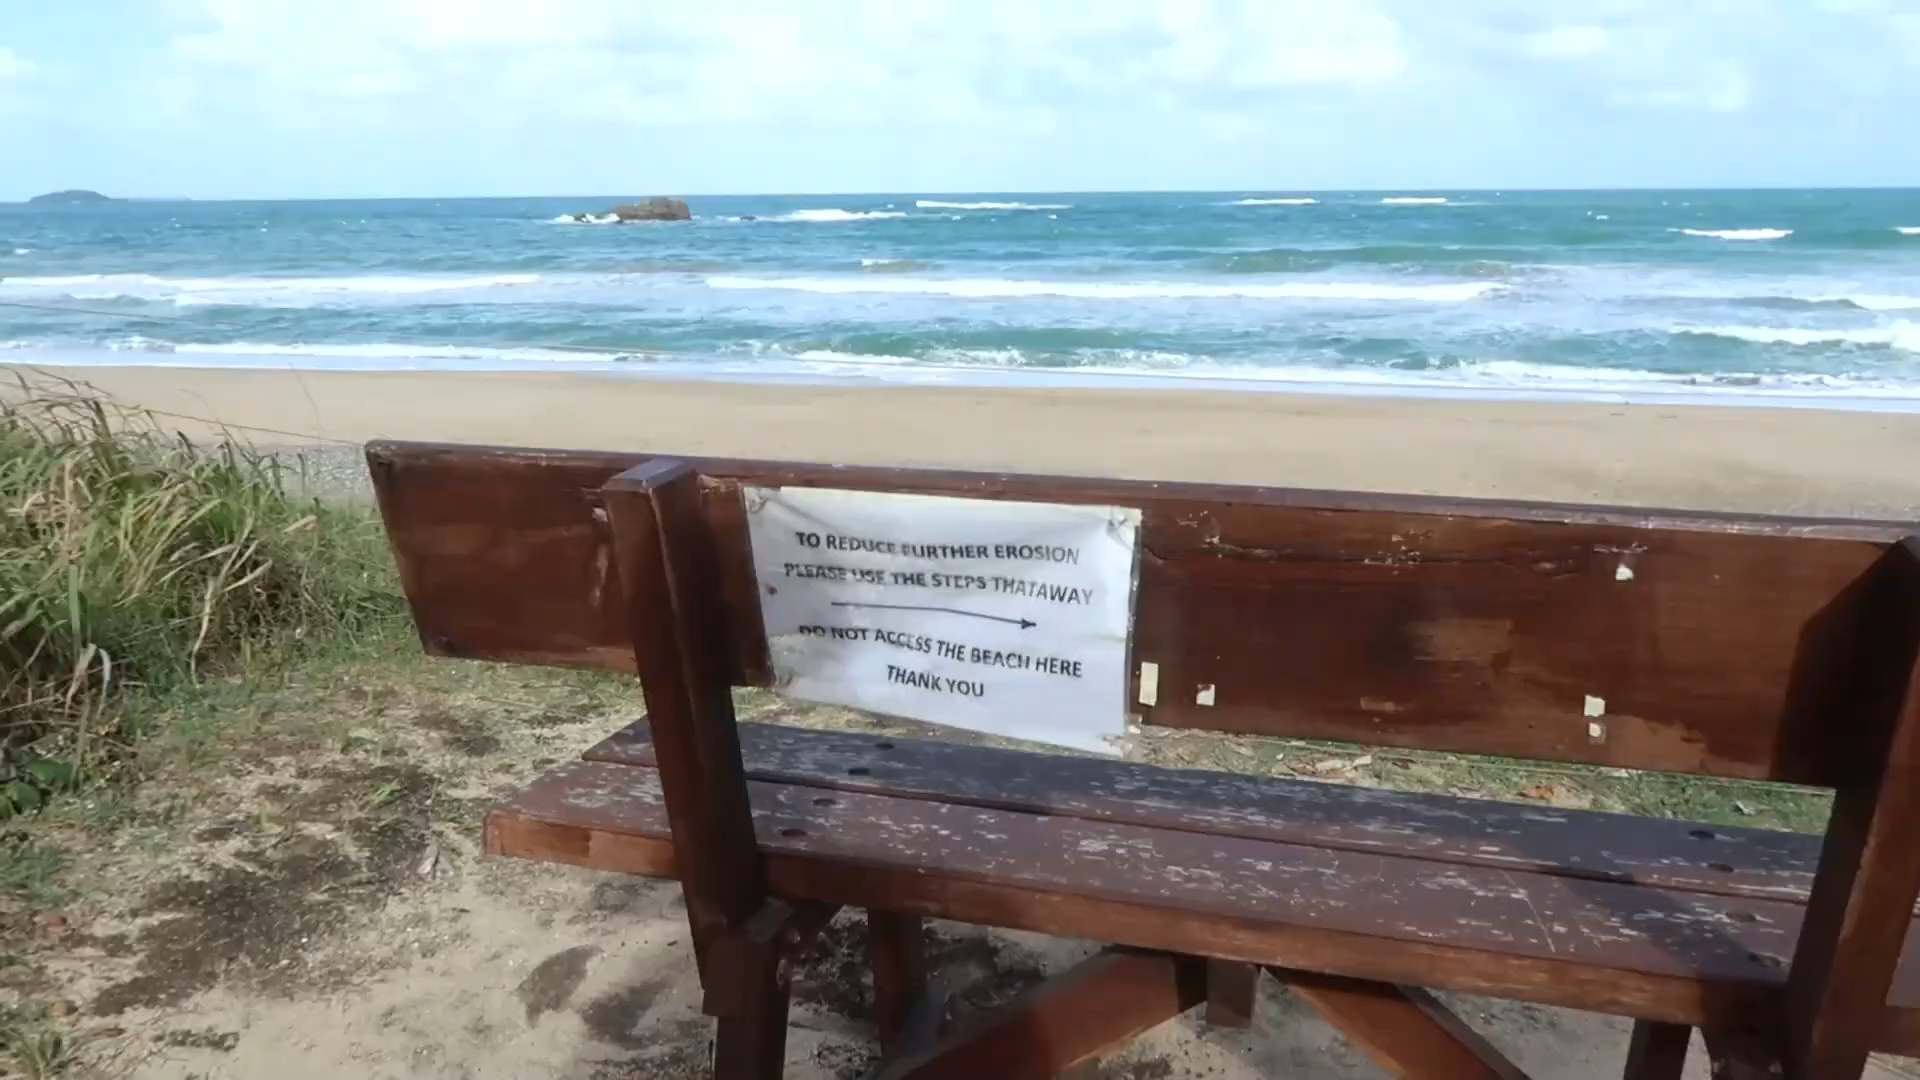 TO REDUCE FURTHER EROSION
PLEASE USE THE STEPS THATAWAY
DO NOT ACCESS THE BEACH HERE
THANK YOU